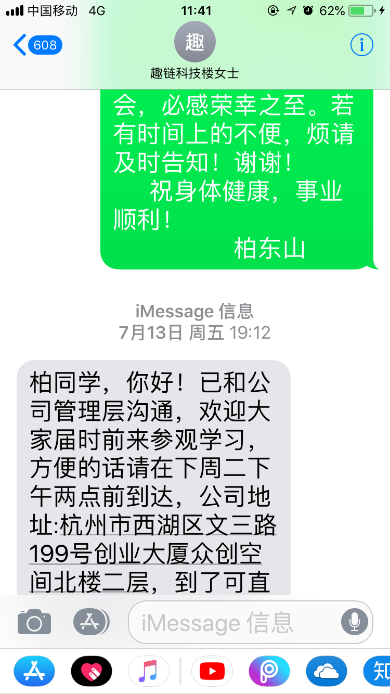 中国移动 4G 11:41 62%
608
趣
趣链科技楼女士
会，必感荣幸之至。若
有时间上的不便，烦请
及时告知！谢谢！
祝身体健康，事业
顺利！
柏东山
iMessage 信息
7月13日 周五 19:12
柏同学，你好！已和公
司管理层沟通，欢迎大
家届时前来参观学习，
方便的话请在下周二下
午两点前到达，公司地
址:杭州市西湖区文三路
199号创业大厦众创空
间北楼二层，到了可直
iMessage 信息
知